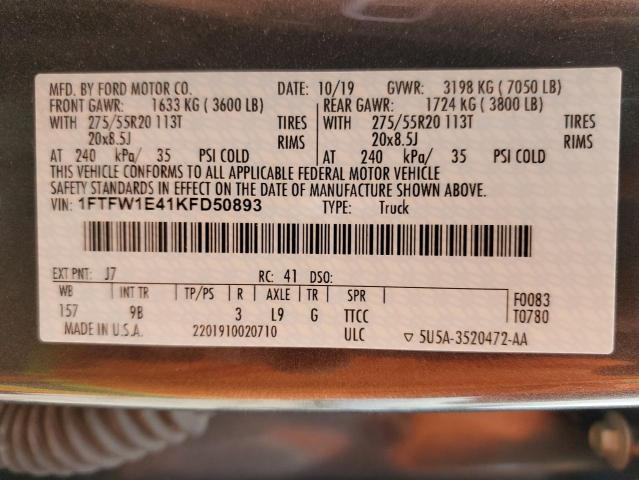 MFD. BY FORD MOTOR CO. DATE: 10/19 GVWR: 3198 KG ( 7050 LB)
FRONT GAWR: 1633 KG ( 3600 LB) REAR GAWR: 1724 KG ( 3800 LB)
WITH 275/55R20 113T TIRES WITH 275/55R20 113T TIRES
20x8.5J RIMS 20x8.5J RIMS
AT 240 kPa/ 35 PSI COLD AT 240 kPa/ 35 PSI COLD
THIS VEHICLE CONFORMS TO ALL APPLICABLE FEDERAL MOTOR VEHICLE
SAFETY STANDARDS IN EFFECT ON THE DATE OF MANUFACTURE SHOWN ABOVE.
VIN: 1FTFW1E41KFD50893 TYPE: Truck
EXT PNT: J7 RC: 41 DSO:
WB INT TR TP/PS R AXLE TR SPR F0083
157 9B 3 L9 G TTCC T0780
MADE IN U.S.A. 2201910020710 ULC ▽ 5U5A-3520472-AA